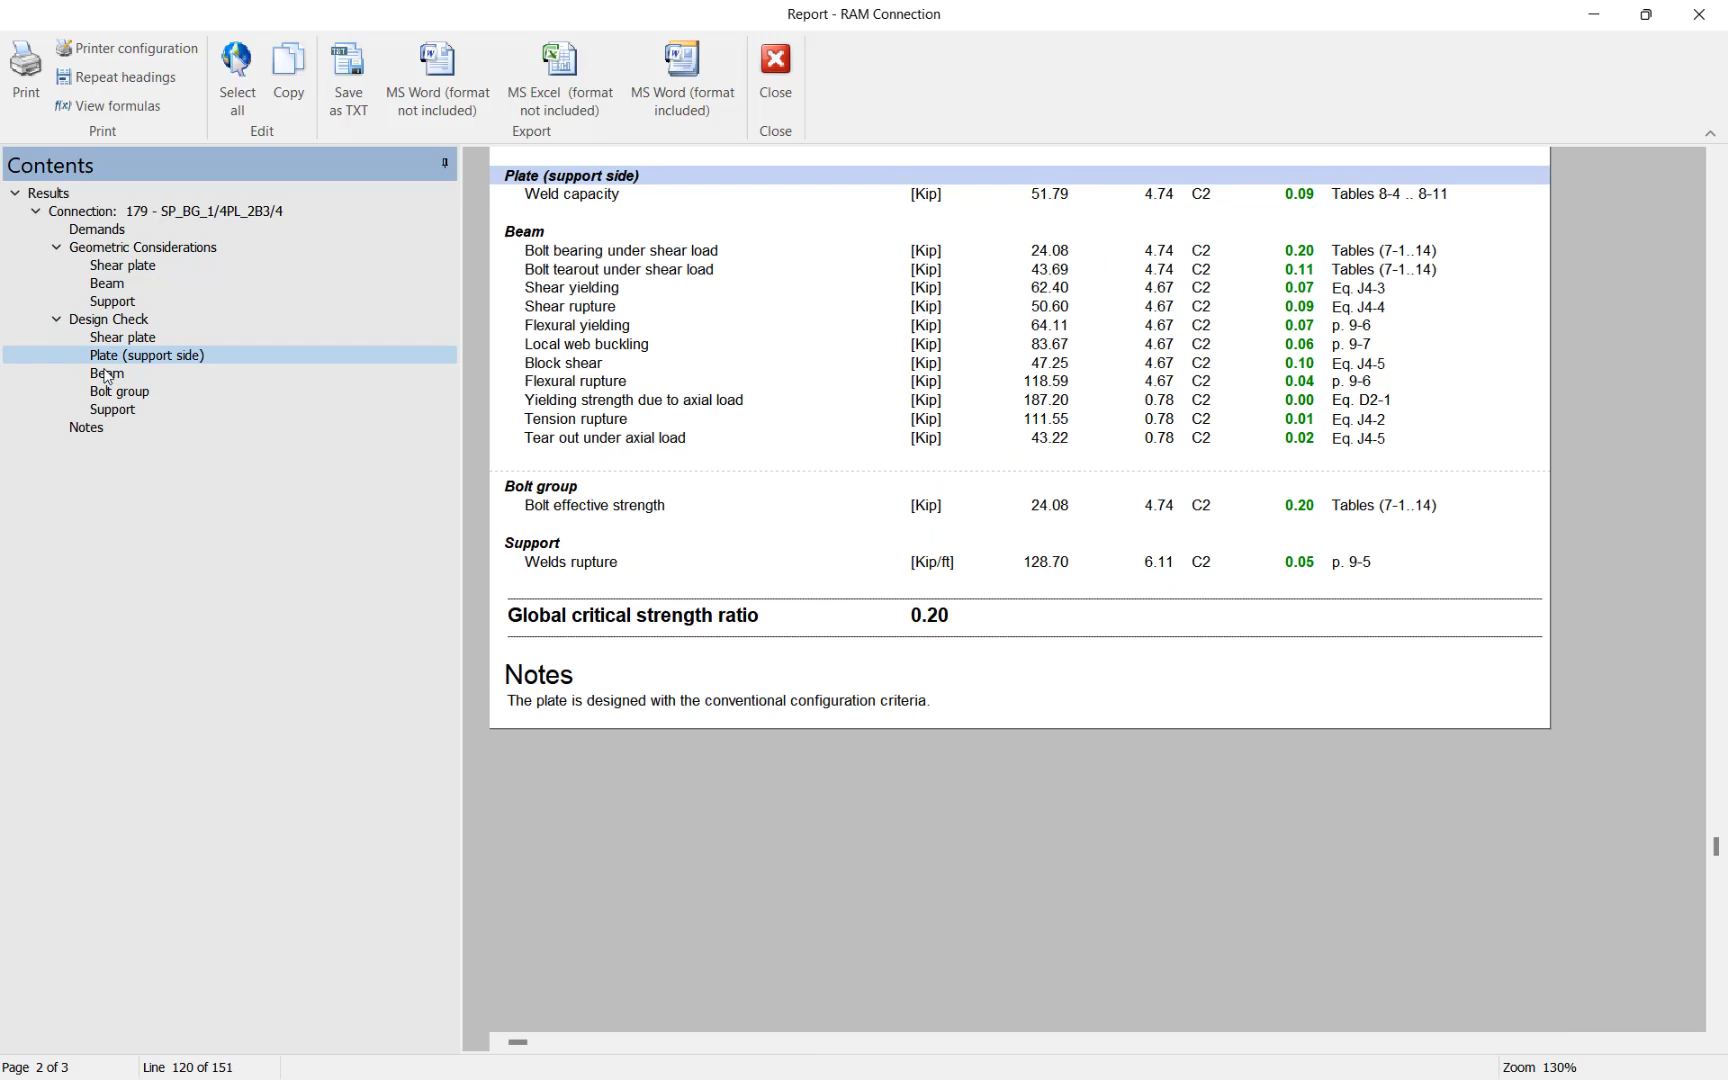 Report - RAM Connection
Print
Printer configuration
Repeat headings
f(x) View formulas
Print
Select all
Copy
Edit
Save as TXT
MS Word (format not included)
MS Excel (format not included)
MS Word (format included)
Export
Close
Close
Contents
Results
Connection: 179 - SP_BG_1/4PL_2B3/4
Demands
Geometric Considerations
Shear plate
Beam
Support
Design Check
Shear plate
Plate (support side)
Beam
Bolt group
Support
Notes
Plate (support side)
Weld capacity [Kip] 51.79 4.74 C2 0.09 Tables 8-4 .. 8-11
Beam
Bolt bearing under shear load [Kip] 24.08 4.74 C2 0.20 Tables (7-1..14)
Bolt tearout under shear load [Kip] 43.69 4.74 C2 0.11 Tables (7-1..14)
Shear yielding [Kip] 62.40 4.67 C2 0.07 Eq. J4-3
Shear rupture [Kip] 50.60 4.67 C2 0.09 Eq. J4-4
Flexural yielding [Kip] 64.11 4.67 C2 0.07 p. 9-6
Local web buckling [Kip] 83.67 4.67 C2 0.06 p. 9-7
Block shear [Kip] 47.25 4.67 C2 0.10 Eq. J4-5
Flexural rupture [Kip] 118.59 4.67 C2 0.04 p. 9-6
Yielding strength due to axial load [Kip] 187.20 0.78 C2 0.00 Eq. D2-1
Tension rupture [Kip] 111.55 0.78 C2 0.01 Eq. J4-2
Tear out under axial load [Kip] 43.22 0.78 C2 0.02 Eq. J4-5
Bolt group
Bolt effective strength [Kip] 24.08 4.74 C2 0.20 Tables (7-1..14)
Support
Welds rupture [Kip/ft] 128.70 6.11 C2 0.05 p. 9-5
Global critical strength ratio 0.20
Notes
The plate is designed with the conventional configuration criteria.
Page 2 of 3
Line 120 of 151
Zoom 130%